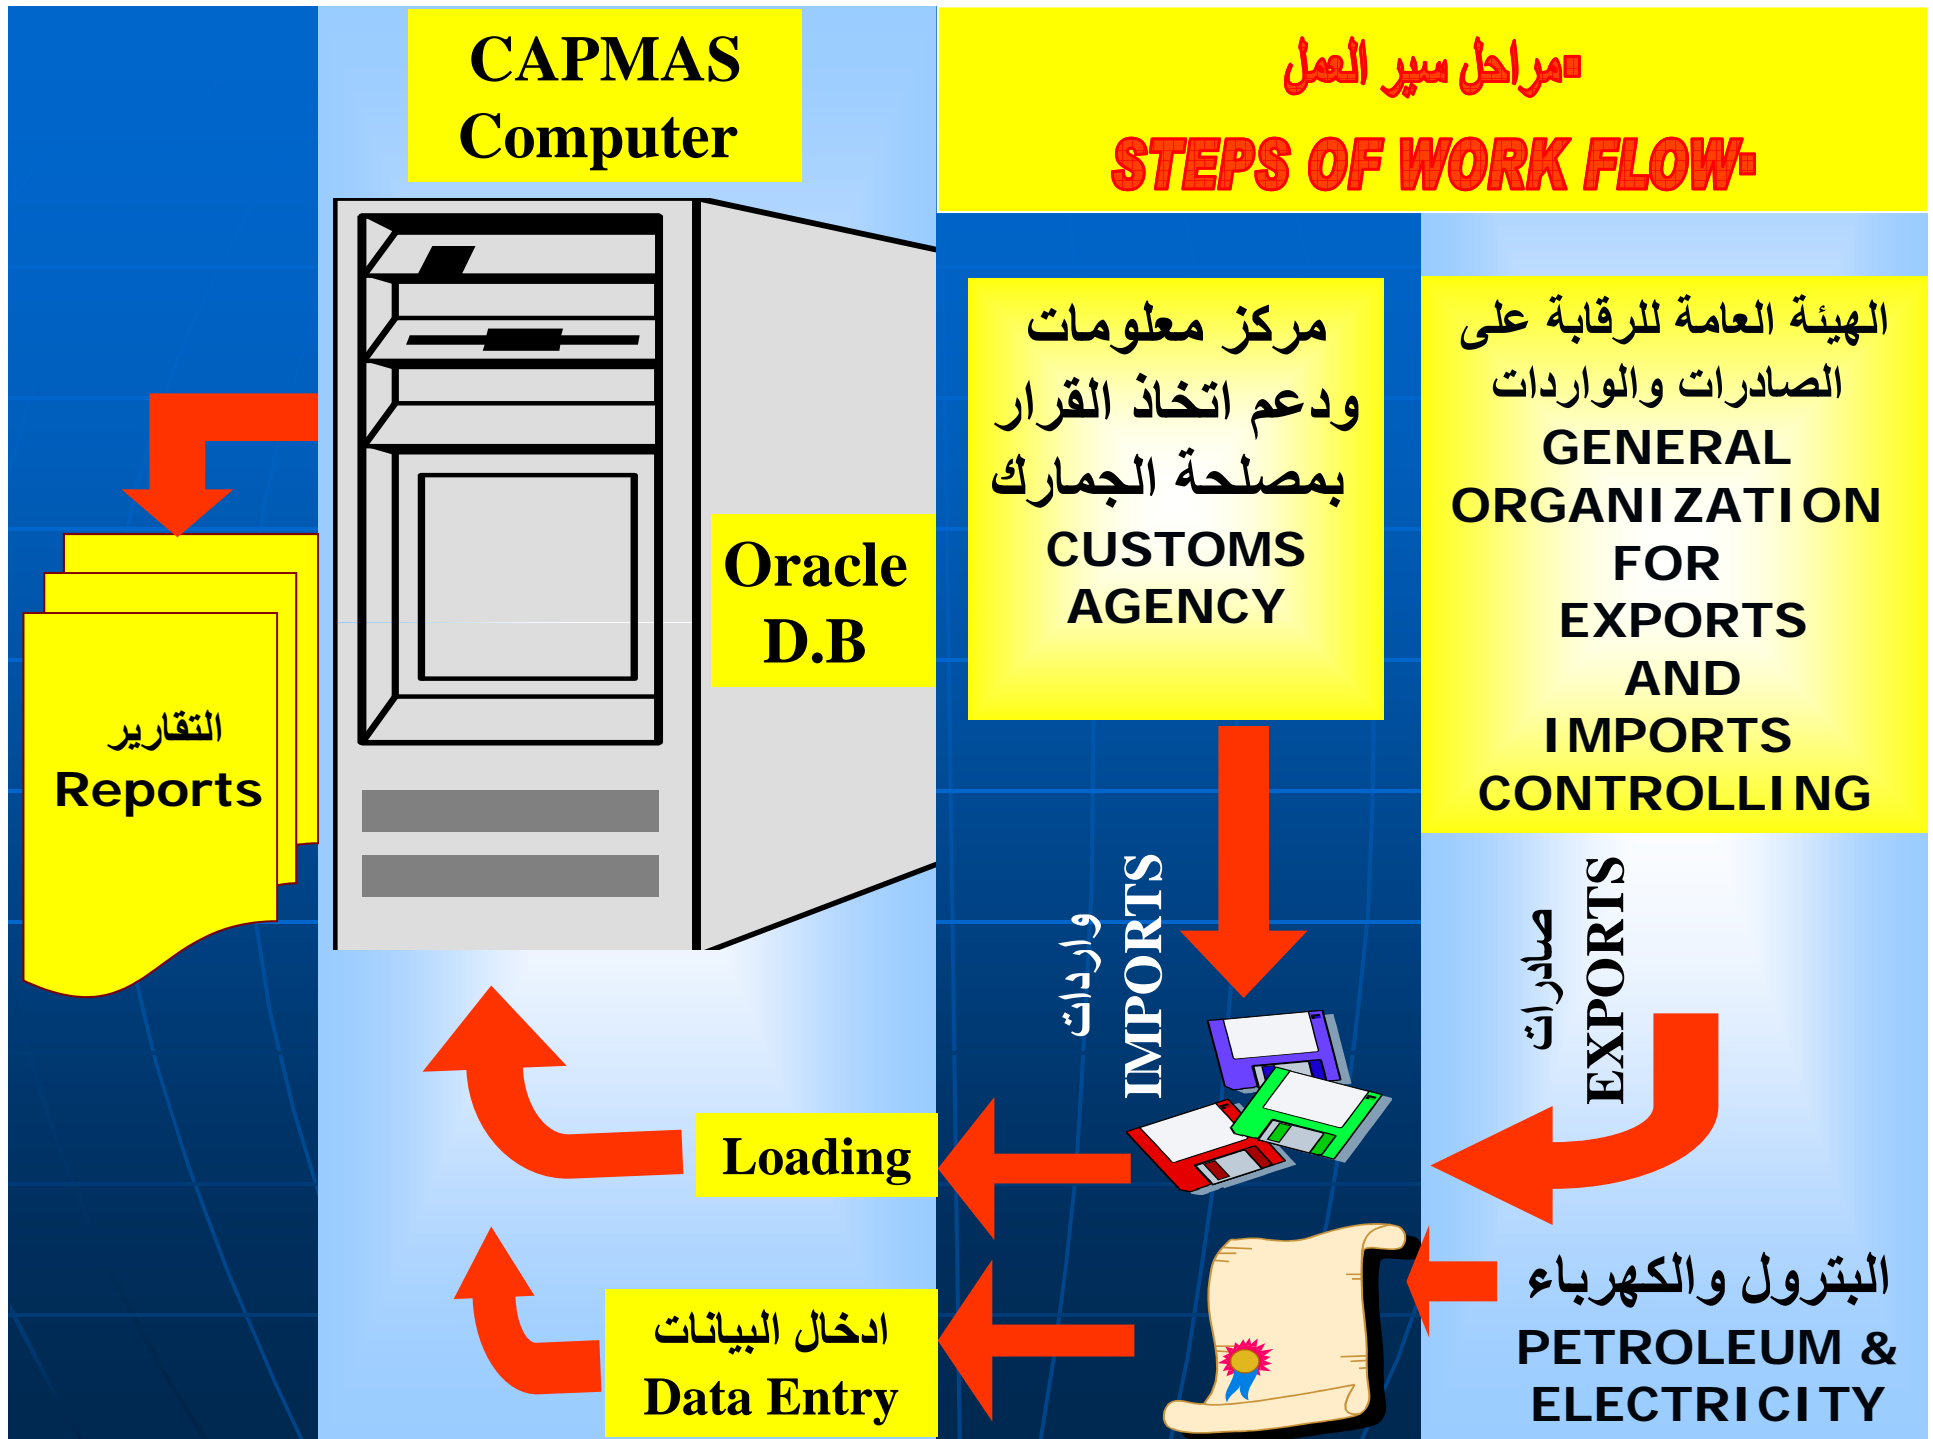 ▪مراحل سير العمل
STEPS OF WORK FLOW▪
CAPMAS
Computer
الهيئة العامة للرقابة على
الصادرات والواردات
GENERAL
ORGANIZATION
FOR
EXPORTS
AND
IMPORTS
CONTROLLING
مركز معلومات
ودعم اتخاذ القرار
بمصلحة الجمارك
CUSTOMS
AGENCY
Oracle
D.B
التقارير
Reports
صادرات
EXPORTS
واردات
IMPORTS
Loading
البترول والكهرباء
PETROLEUM &
ELECTRICITY
ادخال البيانات
Data Entry